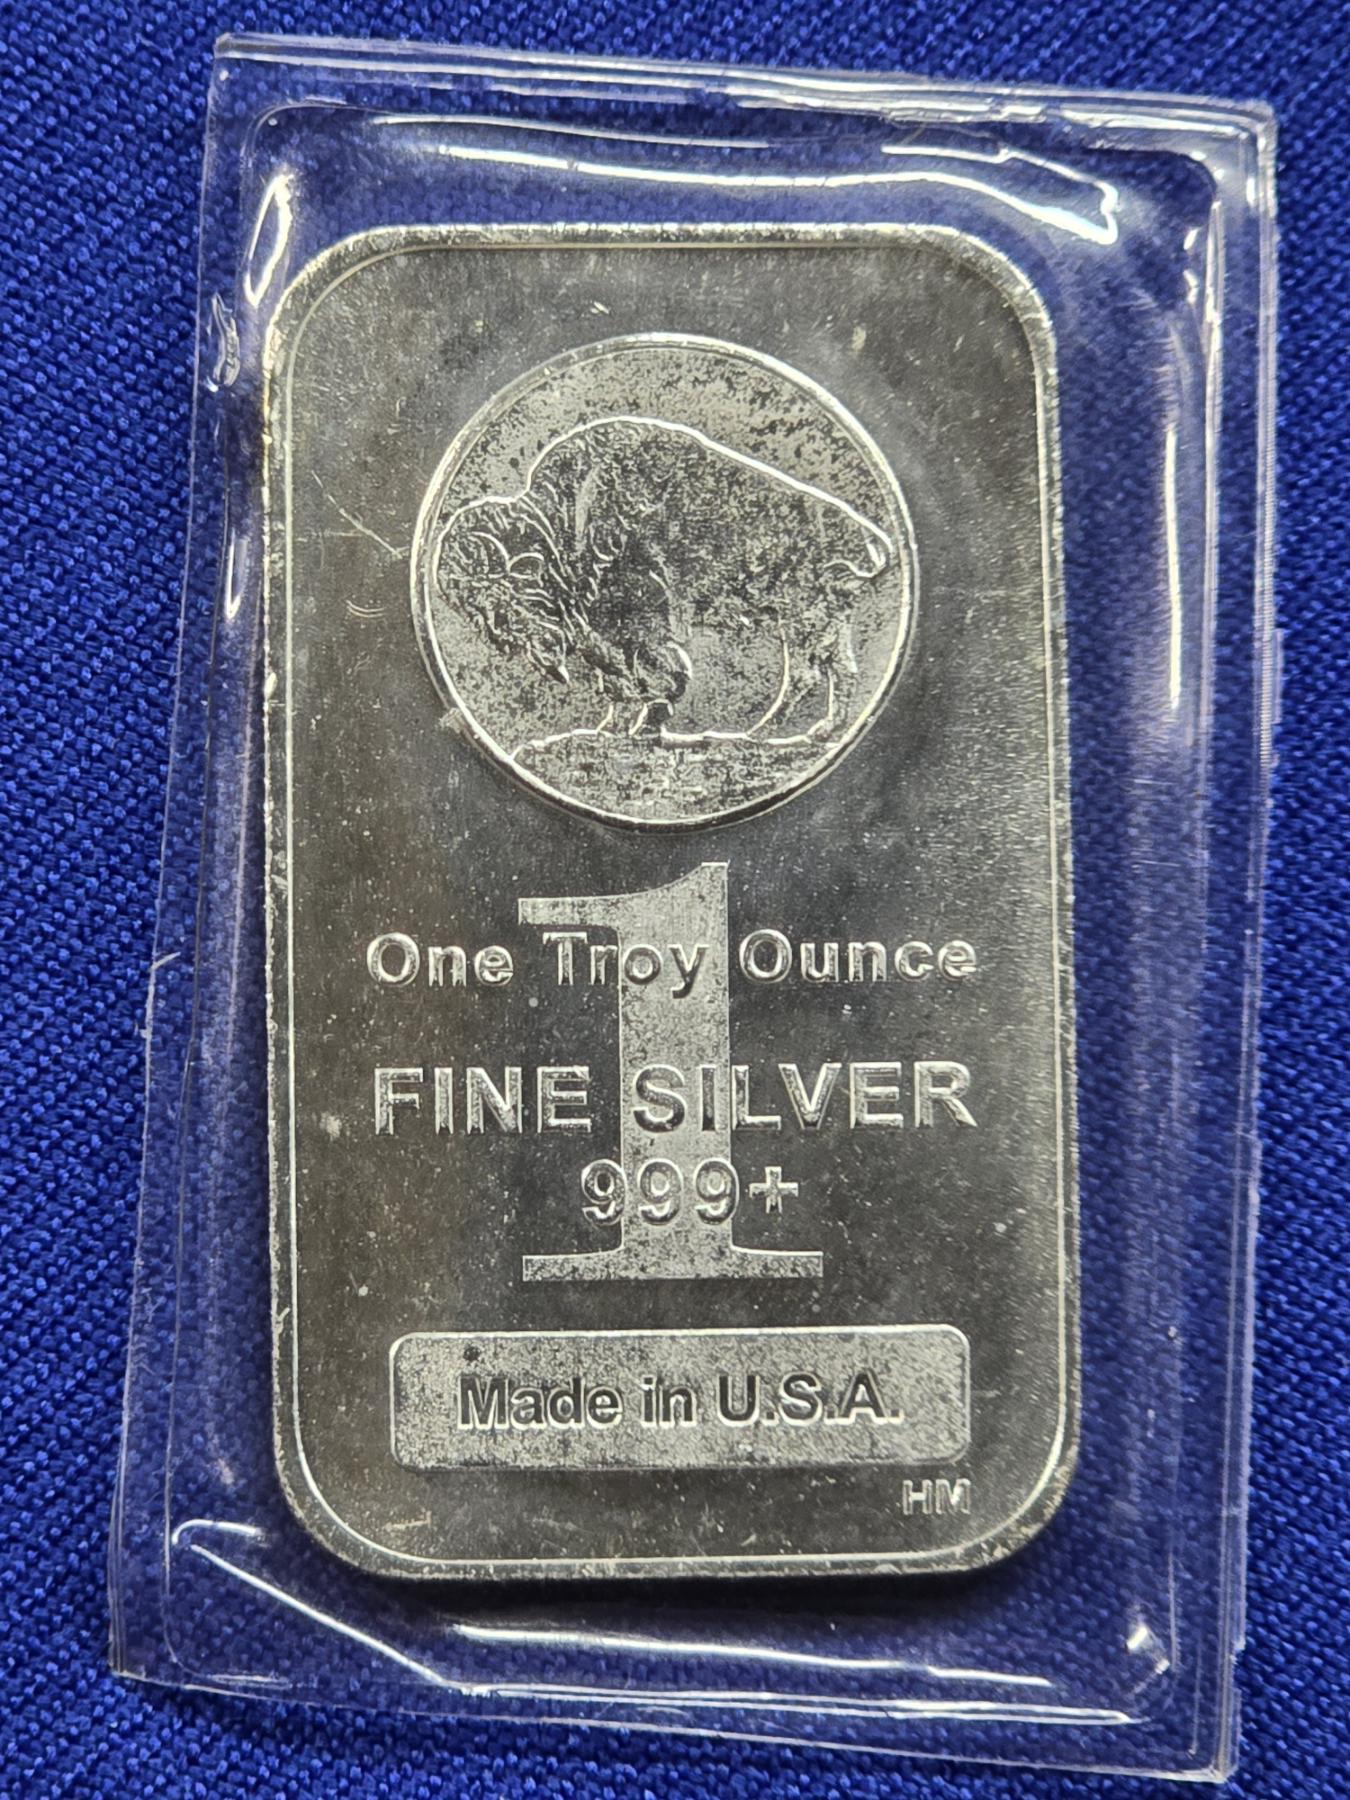 1
One Troy Ounce
FINE SILVER
999+
Made in U.S.A.
HM